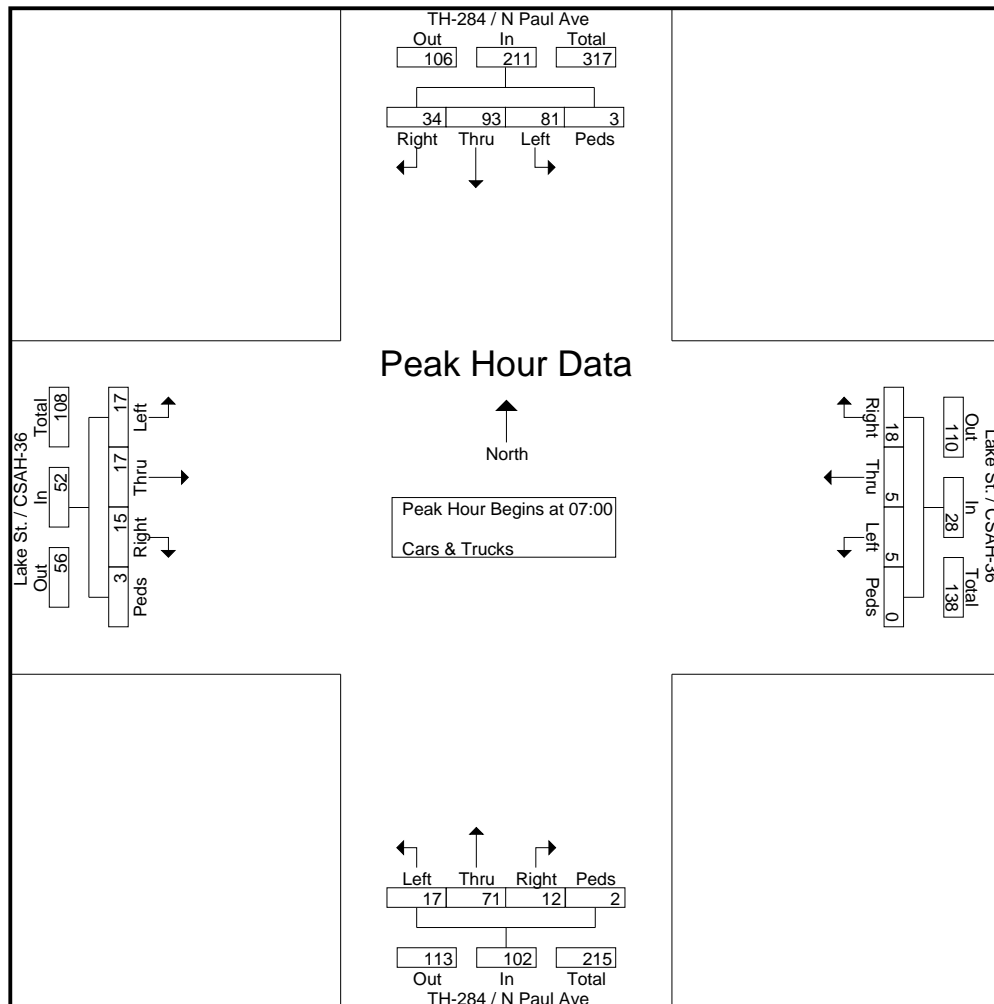 TH-284 / N Paul Ave
Out In Total
106 211 317
34 93 81 3
Right Thru Left Peds
Peak Hour Data
North
Peak Hour Begins at 07:00
Cars & Trucks
Lake St. / CSAH-36
Total In Out
108 52 56
17 17 15 3
Left Thru Right Peds
Lake St. / CSAH-36
Out In Total
110 28 138
18 5 5 0
Right Thru Left Peds
Left Thru Right Peds
17 71 12 2
113 102 215
Out In Total
TH-284 / N Paul Ave